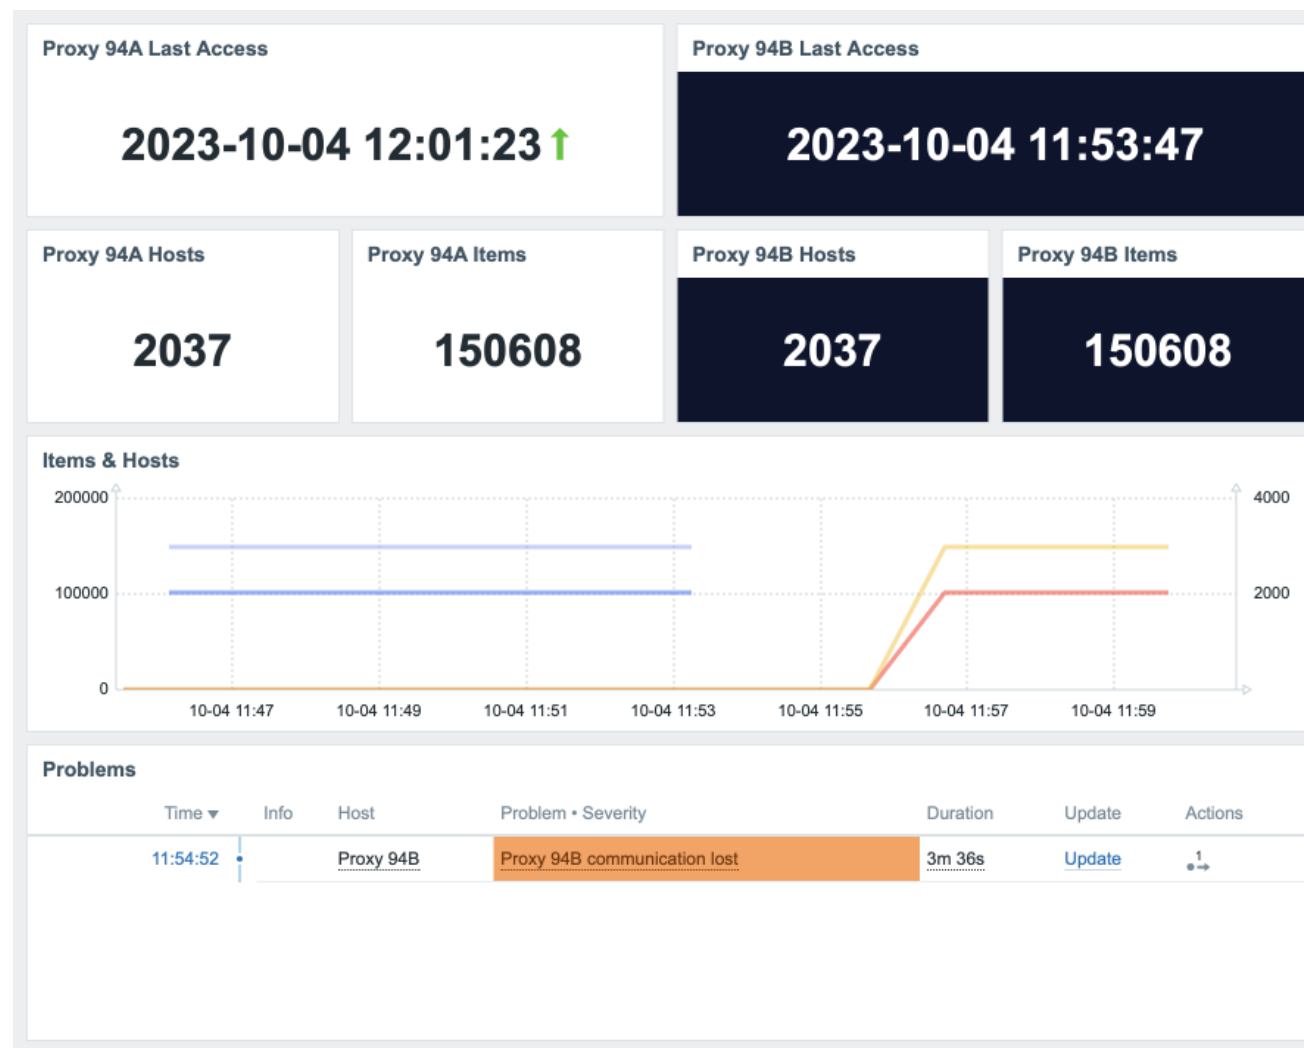 Proxy 94A Last Access
Proxy 94B Last Access
2023-10-04 12:01:23
2023-10-04 11:53:47
Proxy 94A Hosts
Proxy 94A Items
Proxy 94B Hosts
Proxy 94B Items
2037
150608
2037
150608
Items & Hosts
200000
4000
100000
2000
0
10-04 11:47
10-04 11:49
10-04 11:51
10-04 11:53
10-04 11:55
10-04 11:57
10-04 11:59
Problems
Time Info Host Problem • Severity Duration Update Actions
11:54:52 Proxy 94B Proxy 94B communication lost 3m 36s Update 1